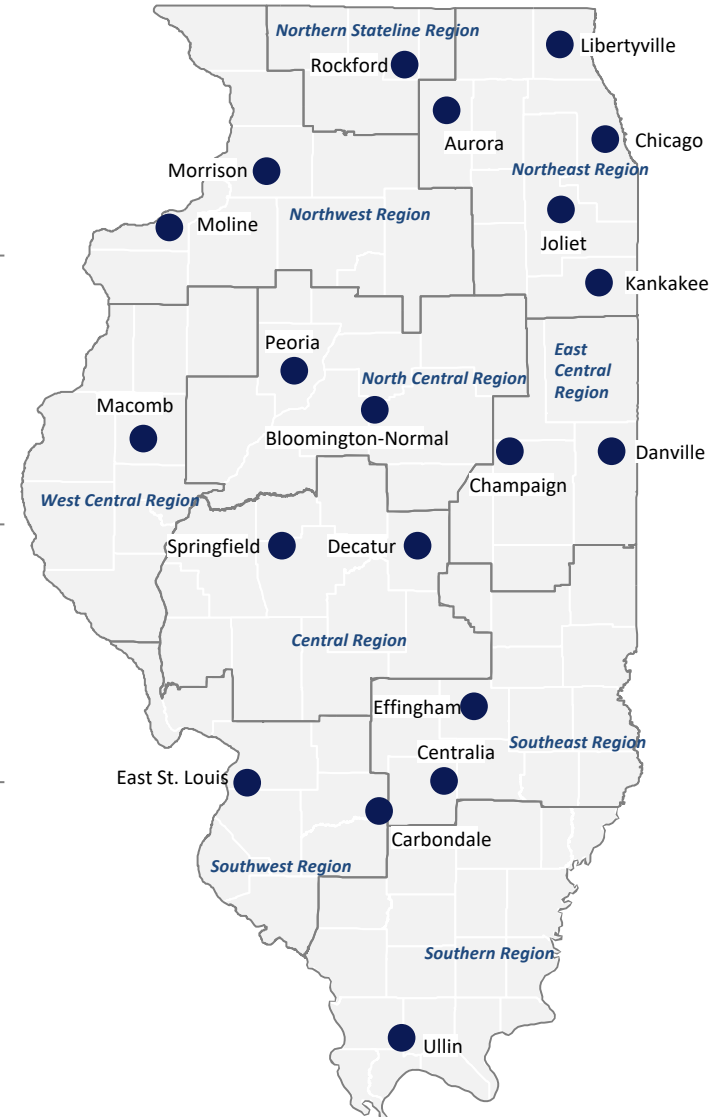 Northern Stateline Region
Libertyville
Rockford
Aurora
Chicago
Northeast Region
Morrison
Northwest Region
Moline
Joliet
Kankakee
Peoria
East
Central
Region
North Central Region
Macomb
Bloomington-Normal
Danville
Champaign
West Central Region
Springfield
Decatur
Central Region
Effingham
Southeast Region
Centralia
East St. Louis
Carbondale
Southwest Region
Southern Region
Ullin